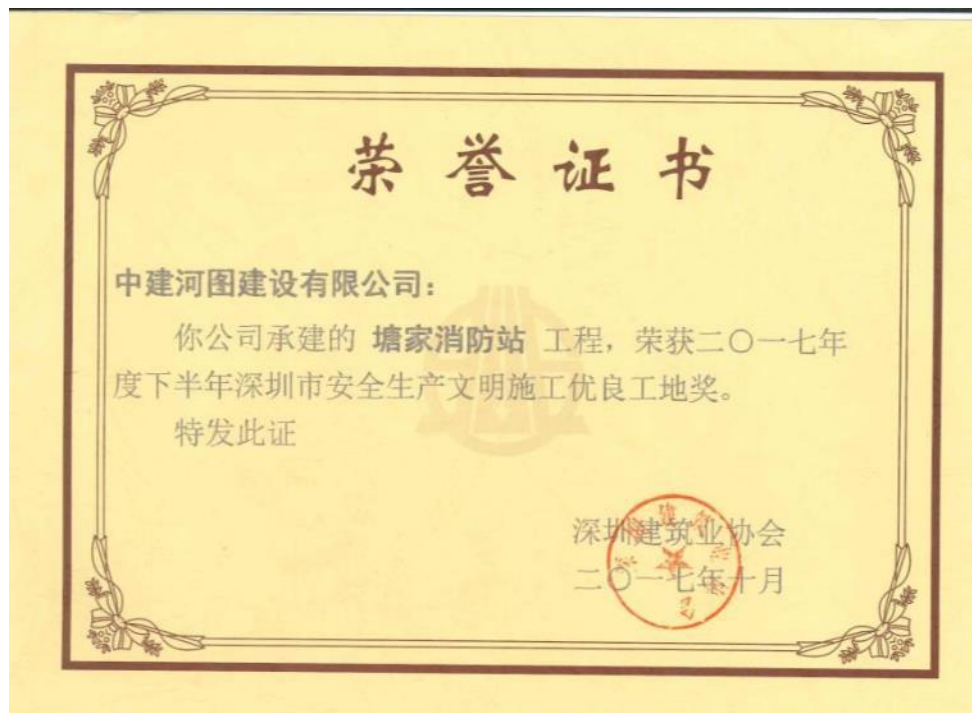 荣誉证书
中建河图建设有限公司:
你公司承建的 塘家消防站 工程,荣获二〇一七年
度下半年深圳市安全生产文明施工优良工地奖。
特发此证
深圳建筑业协会
二〇一七年十月